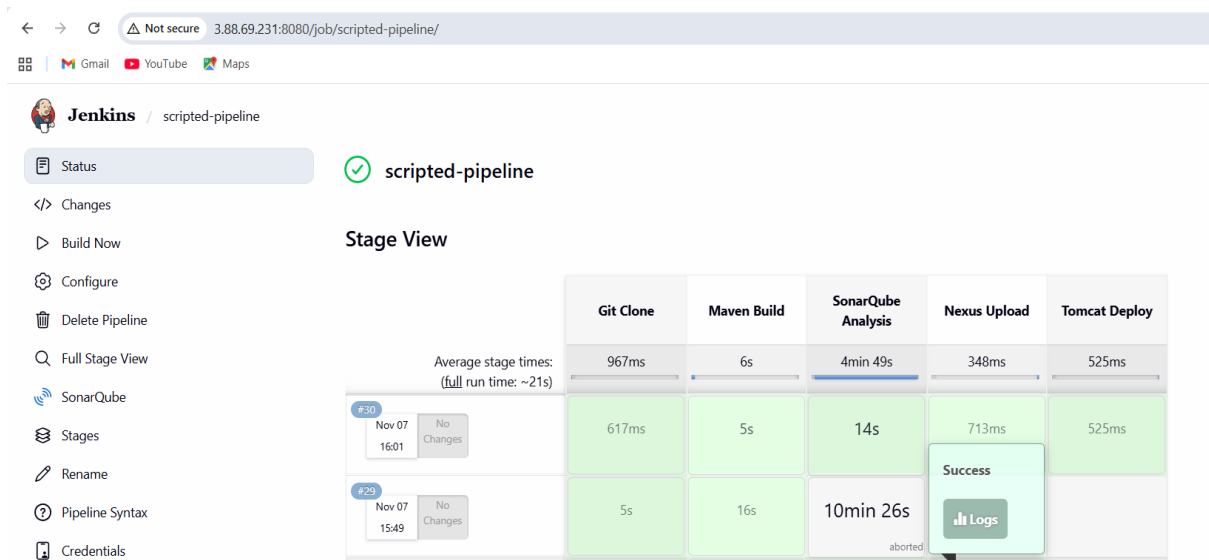 Not secure 3.88.69.231:8080/job/scripted-pipeline/
Gmail YouTube Maps
Jenkins / scripted-pipeline
Status
Changes
Build Now
Configure
Delete Pipeline
Full Stage View
SonarQube
Stages
Rename
Pipeline Syntax
Credentials
scripted-pipeline
Stage View
Git Clone
Maven Build
SonarQube
Analysis
Nexus Upload
Tomcat Deploy
Average stage times:
(full run time: ~21s)
967ms
6s
4min 49s
348ms
525ms
#30
Nov 07
16:01
No
Changes
617ms
5s
14s
713ms
525ms
#29
Nov 07
15:49
No
Changes
5s
16s
10min 26s
aborted
Success
Logs